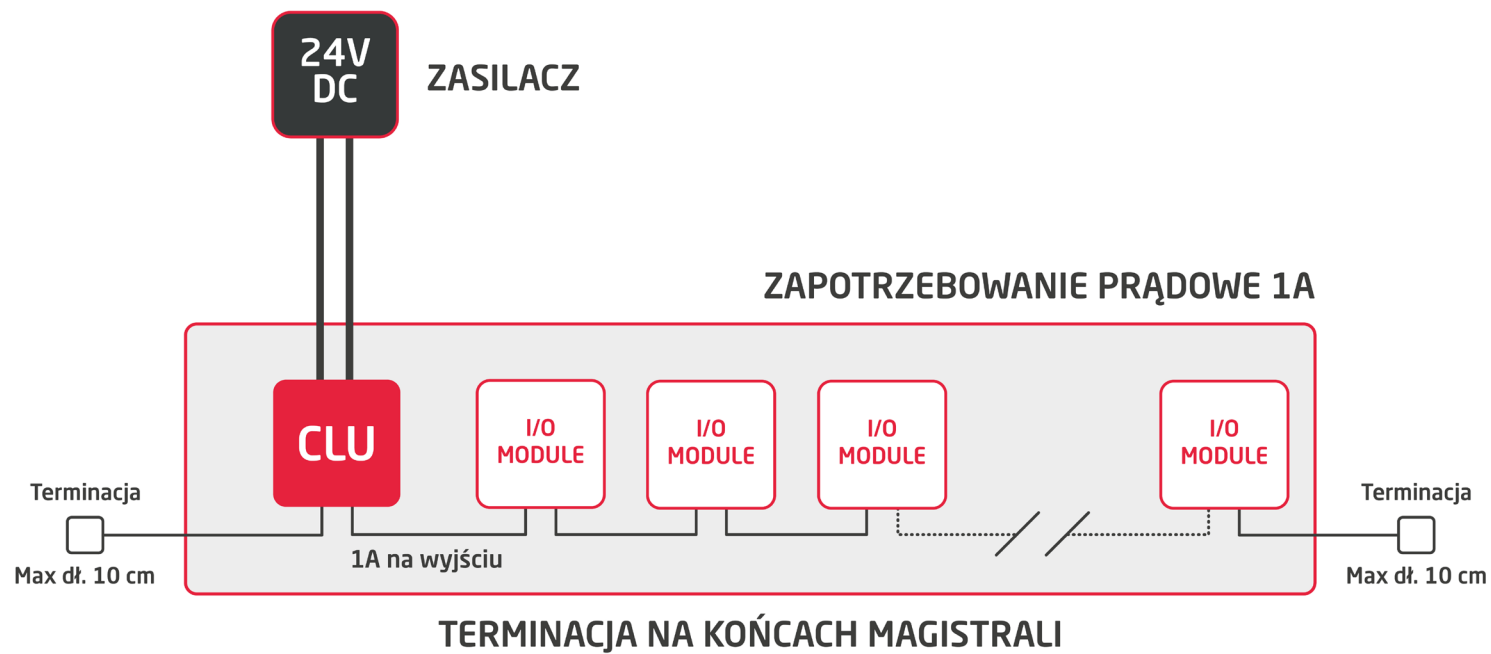 24V
DC
ZASILACZ
ZAPOTRZEBOWANIE PRĄDOWE 1A
CLU
I/O
MODULE
I/O
MODULE
I/O
MODULE
I/O
MODULE
Terminacja
Max dł. 10 cm
1A na wyjściu
Terminacja
Max dł. 10 cm
TERMINACJA NA KOŃCACH MAGISTRALI